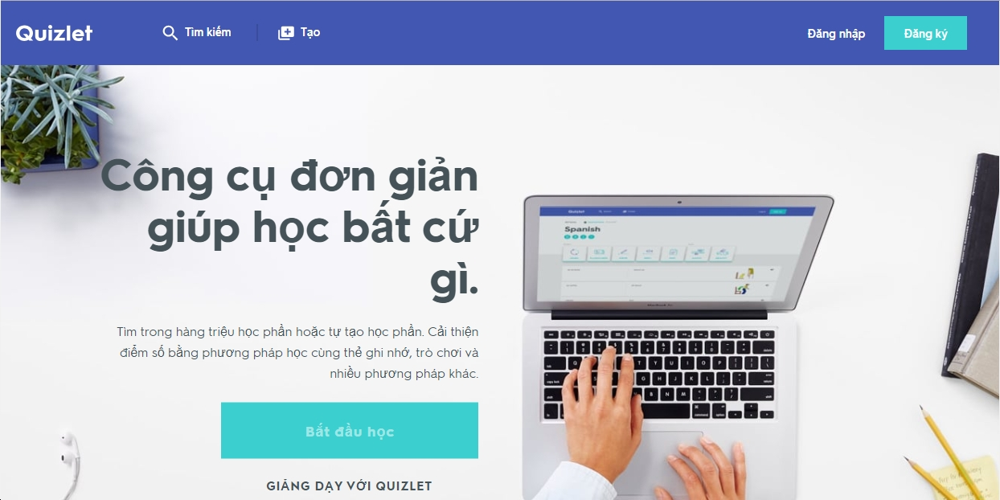 Quizlet
Tìm kiếm
Tạo
Đăng nhập
Đăng ký
Công cụ đơn giản
giúp học bất cứ
gì.
Tìm trong hàng triệu học phần hoặc tự tạo học phần. Cải thiện
điểm số bằng phương pháp học cùng thẻ ghi nhớ, trò chơi và
nhiều phương pháp khác.
Bắt đầu học
GIẢNG DẠY VỚI QUIZLET
Quizlet
Spanish